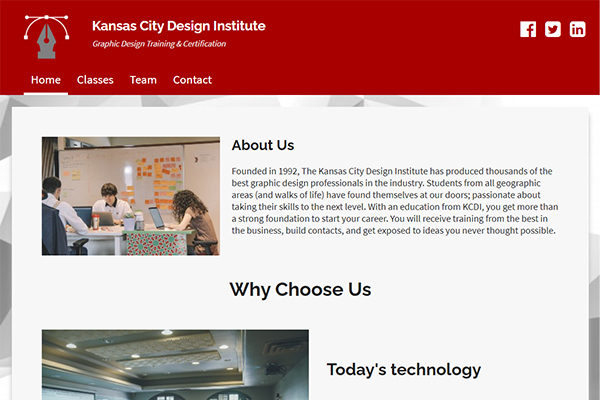 Kansas City Design Institute
Graphic Design Training & Certification
Home Classes Team Contact
About Us
Founded in 1992, The Kansas City Design Institute has produced thousands of the
best graphic design professionals in the industry. Students from all geographic
areas (and walks of life) have found themselves at our doors; passionate about
taking their skills to the next level. With an education from KCDI, you get more than
a strong foundation to start your career. You will receive training from the best in
the business, build contacts, and get exposed to ideas you never thought possible.
Why Choose Us
Today's technology